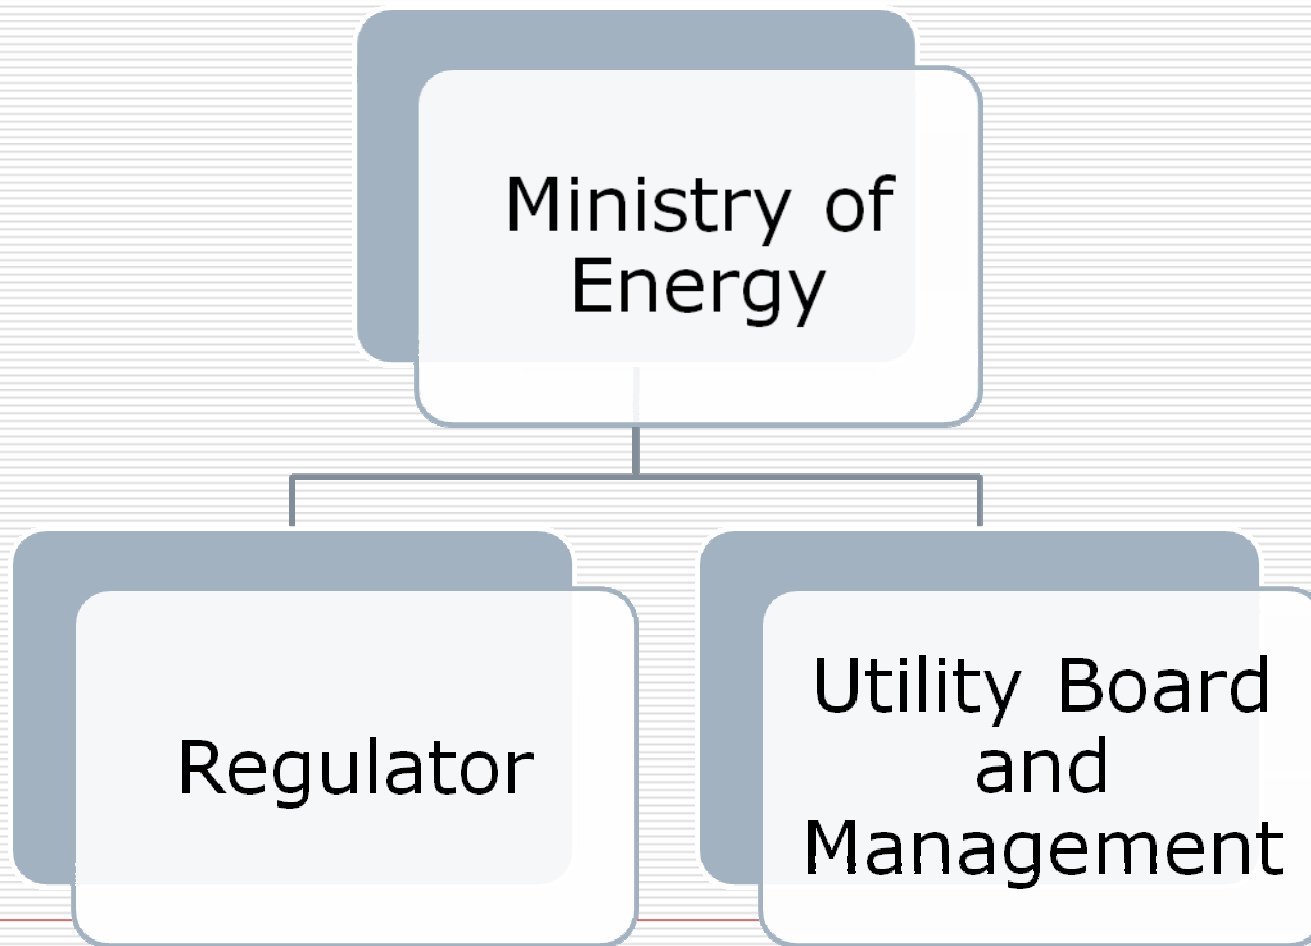 Ministry of
Energy
Regulator
Utility Board
and
Management